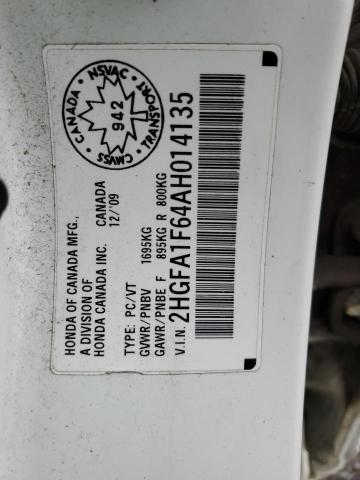 HONDA OF CANADA MFG.,
A DIVISION OF
HONDA CANADA INC. CANADA
12/'09
TYPE: PC/VT
GVWR/PNBV 1695KG
GAWR/PNBE F 895KG R 800KG
V.I.N. 2HGFA1F64AH014135
CANADA
NSVAC
TRANSPORT
CMVSS
942